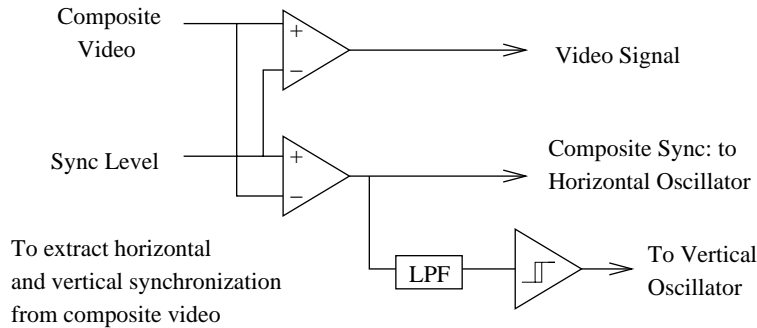 Composite
Video
+
−
Video Signal
Sync Level
+
−
Composite Sync: to
Horizontal Oscillator
To extract horizontal
and vertical synchronization
from composite video
LPF
To Vertical
Oscillator